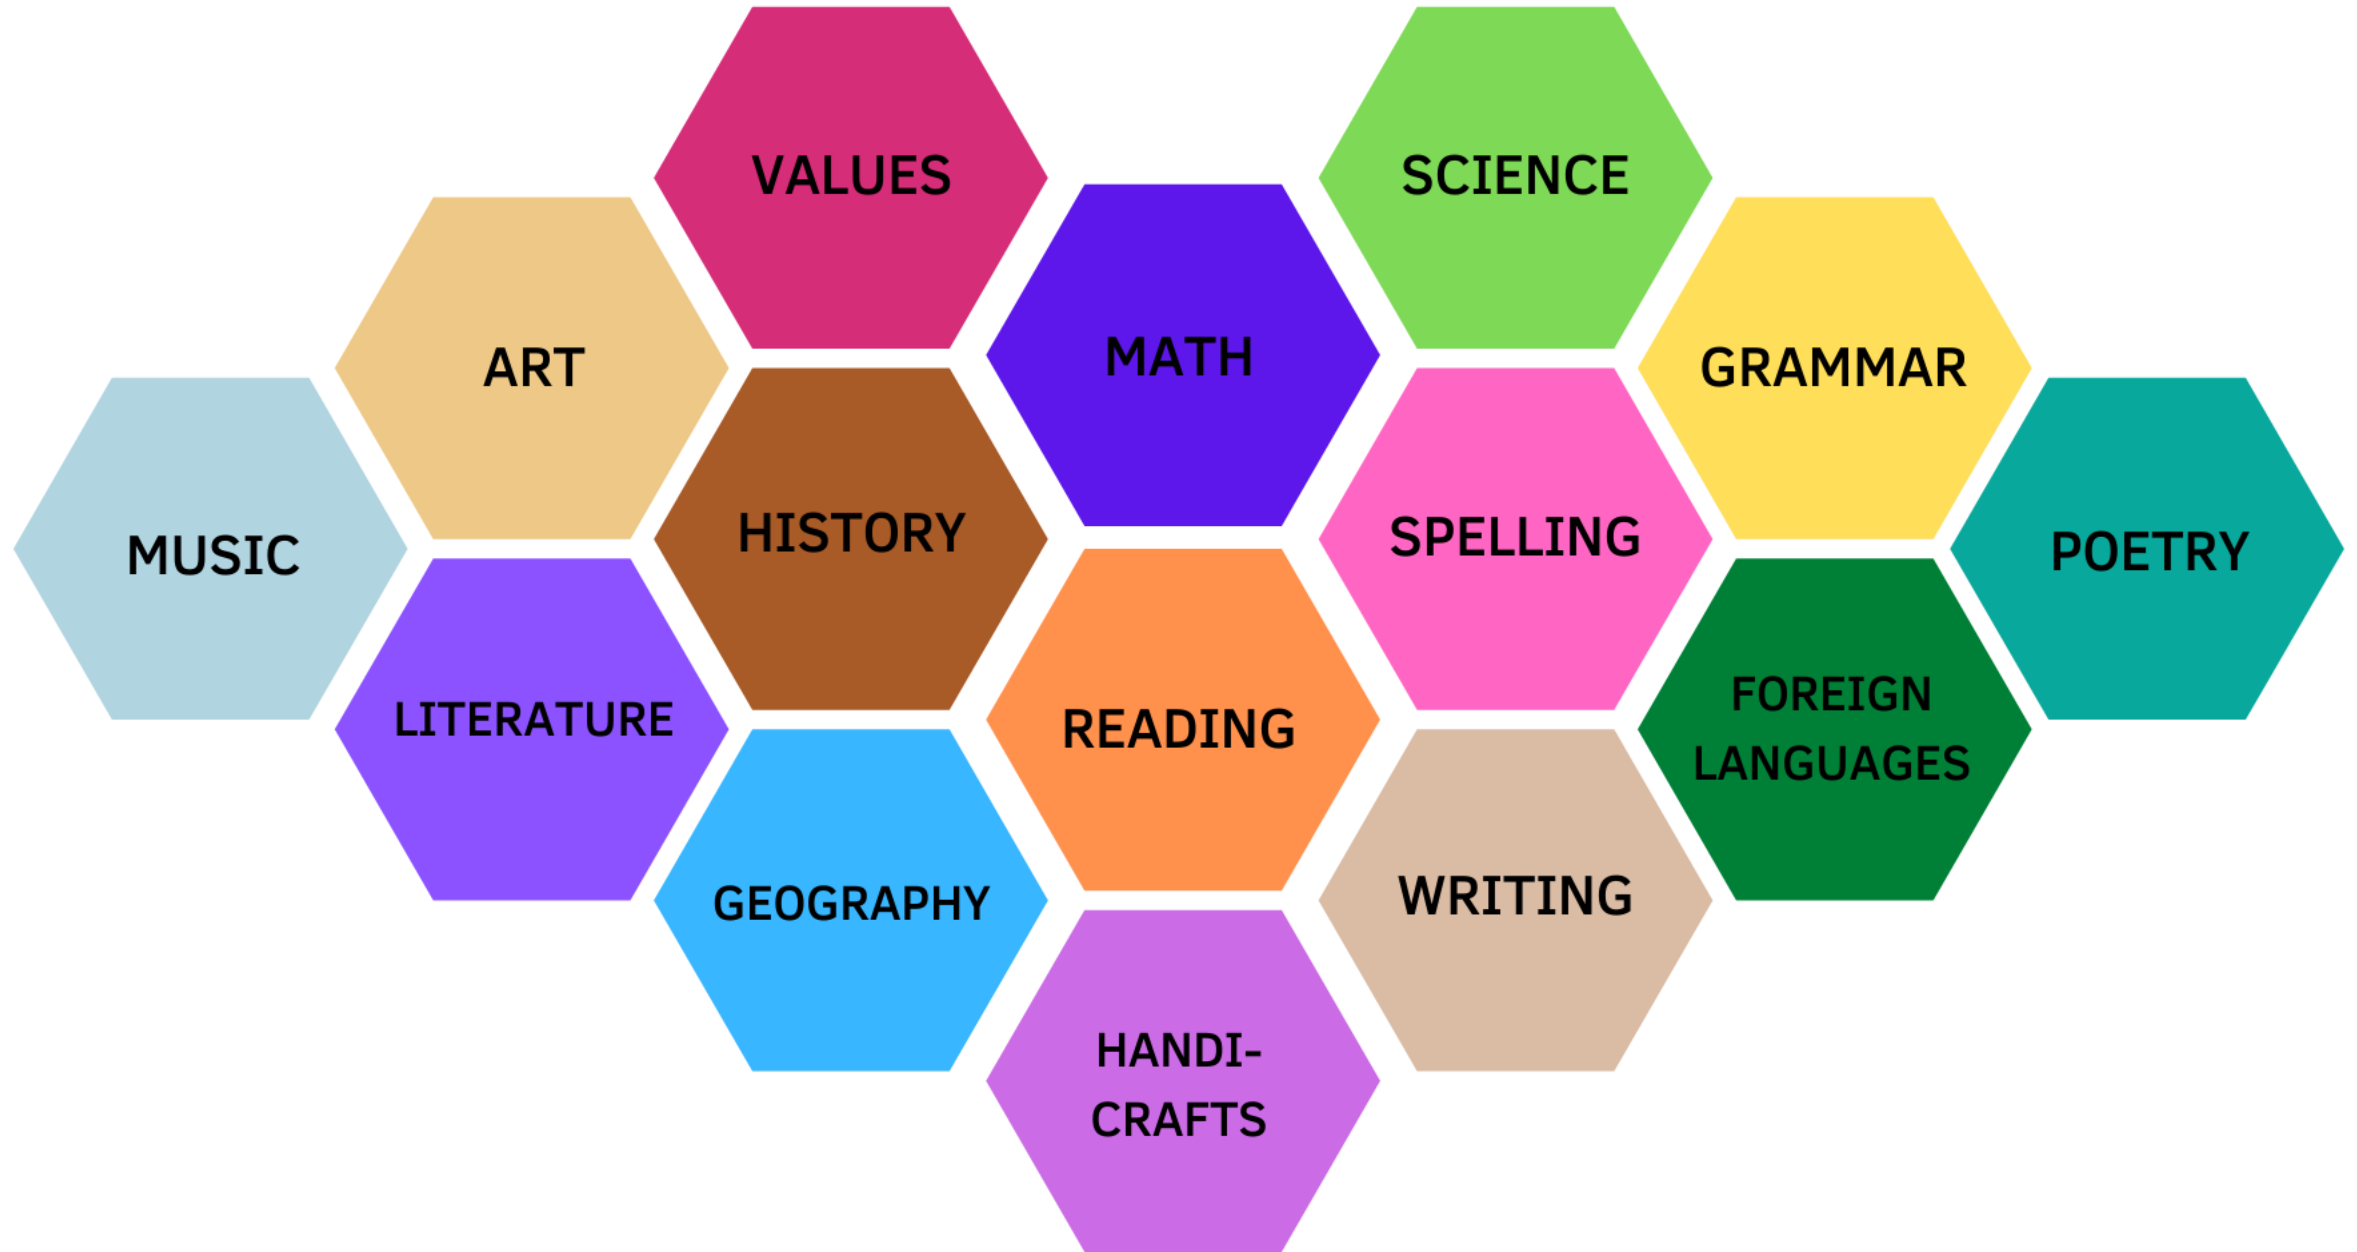 VALUES
SCIENCE
ART
MATH
GRAMMAR
MUSIC
HISTORY
SPELLING
POETRY
LITERATURE
READING
FOREIGN
LANGUAGES
GEOGRAPHY
WRITING
HANDI-
CRAFTS